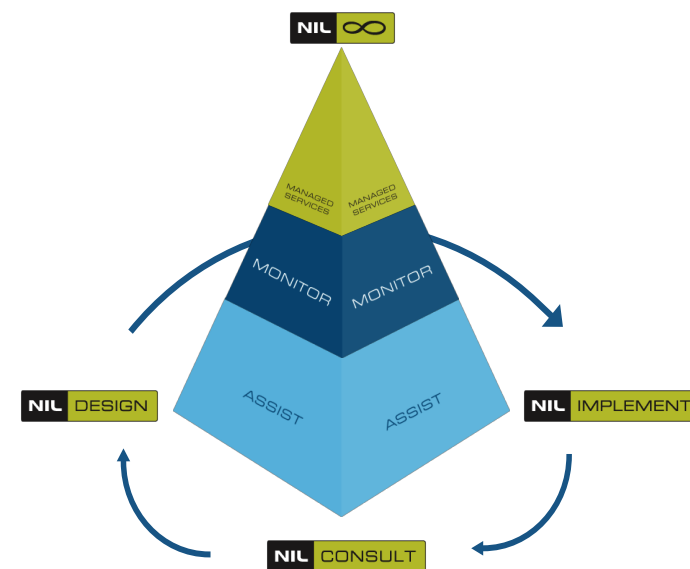 NIL ∞
MANAGED
SERVICES
MANAGED
SERVICES
MONITOR
MONITOR
NIL DESIGN
ASSIST
ASSIST
NIL IMPLEMENT
NIL CONSULT